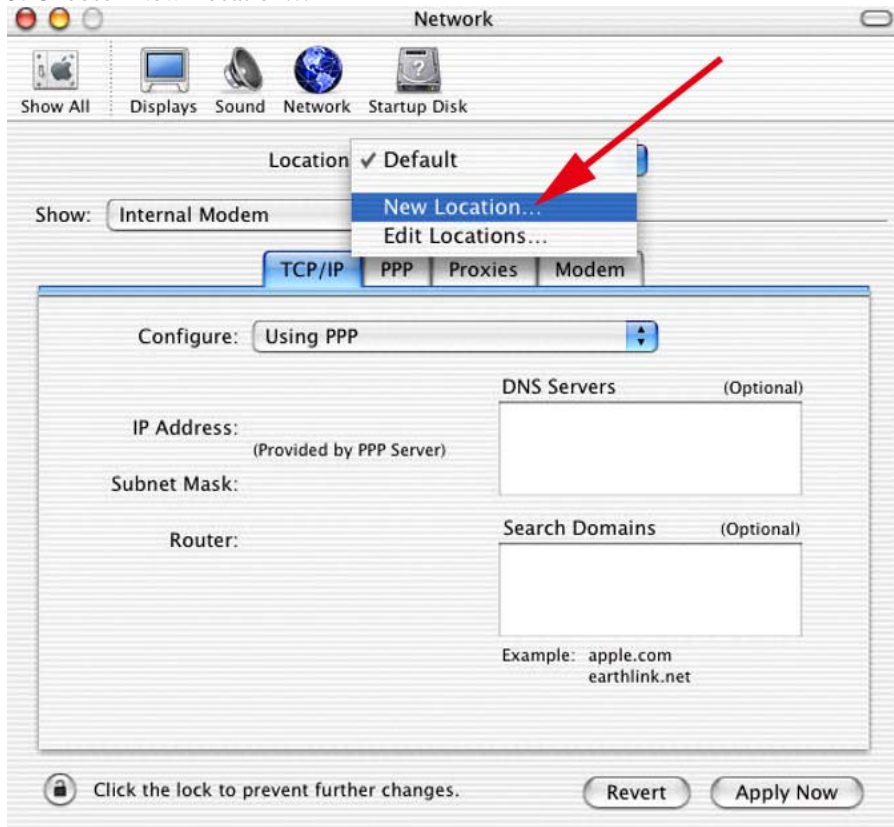 Network
Show All Displays Sound Network Startup Disk
Location ✓ Default
New Location...
Edit Locations...
Show: Internal Modem
TCP/IP PPP Proxies Modem
Configure: Using PPP
DNS Servers (Optional)
IP Address:
(Provided by PPP Server)
Subnet Mask:
Search Domains (Optional)
Router:
Example: apple.com
earthlink.net
Click the lock to prevent further changes.
Revert Apply Now